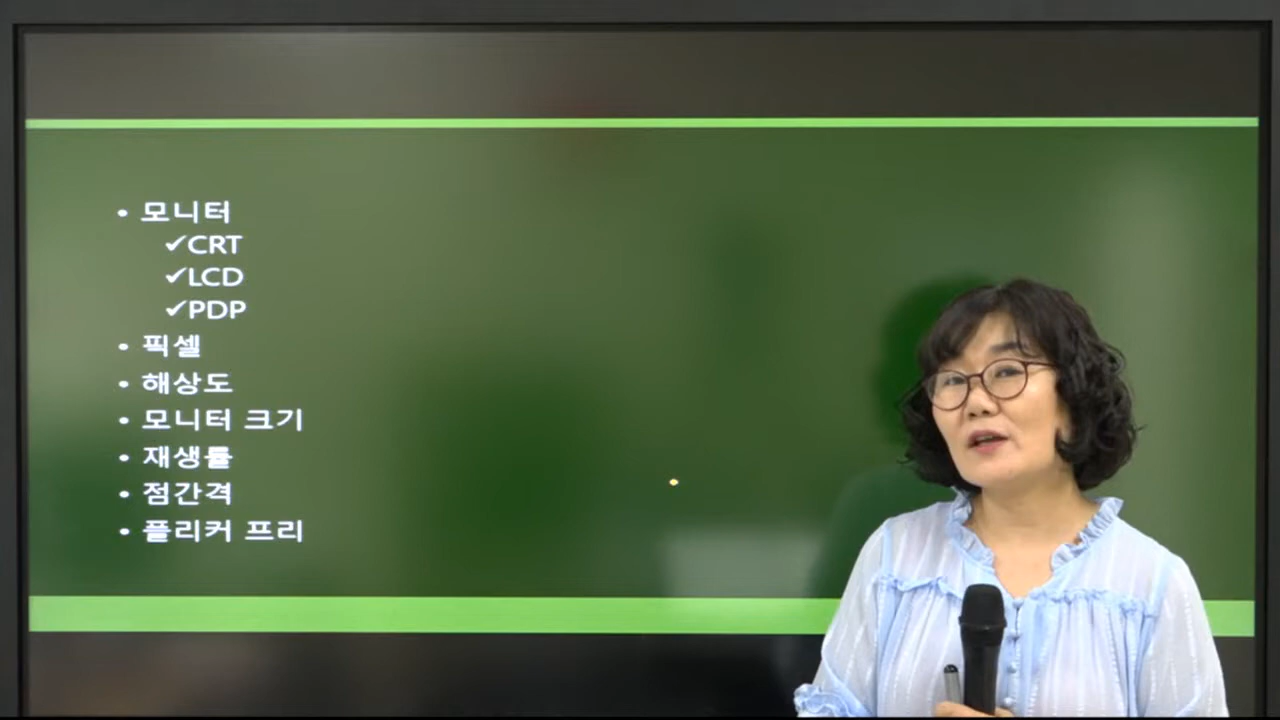 • 모니터
✓CRT
✓LCD
✓PDP
• 픽셀
• 해상도
• 모니터 크기
• 재생률
• 점간격
• 플리커 프리